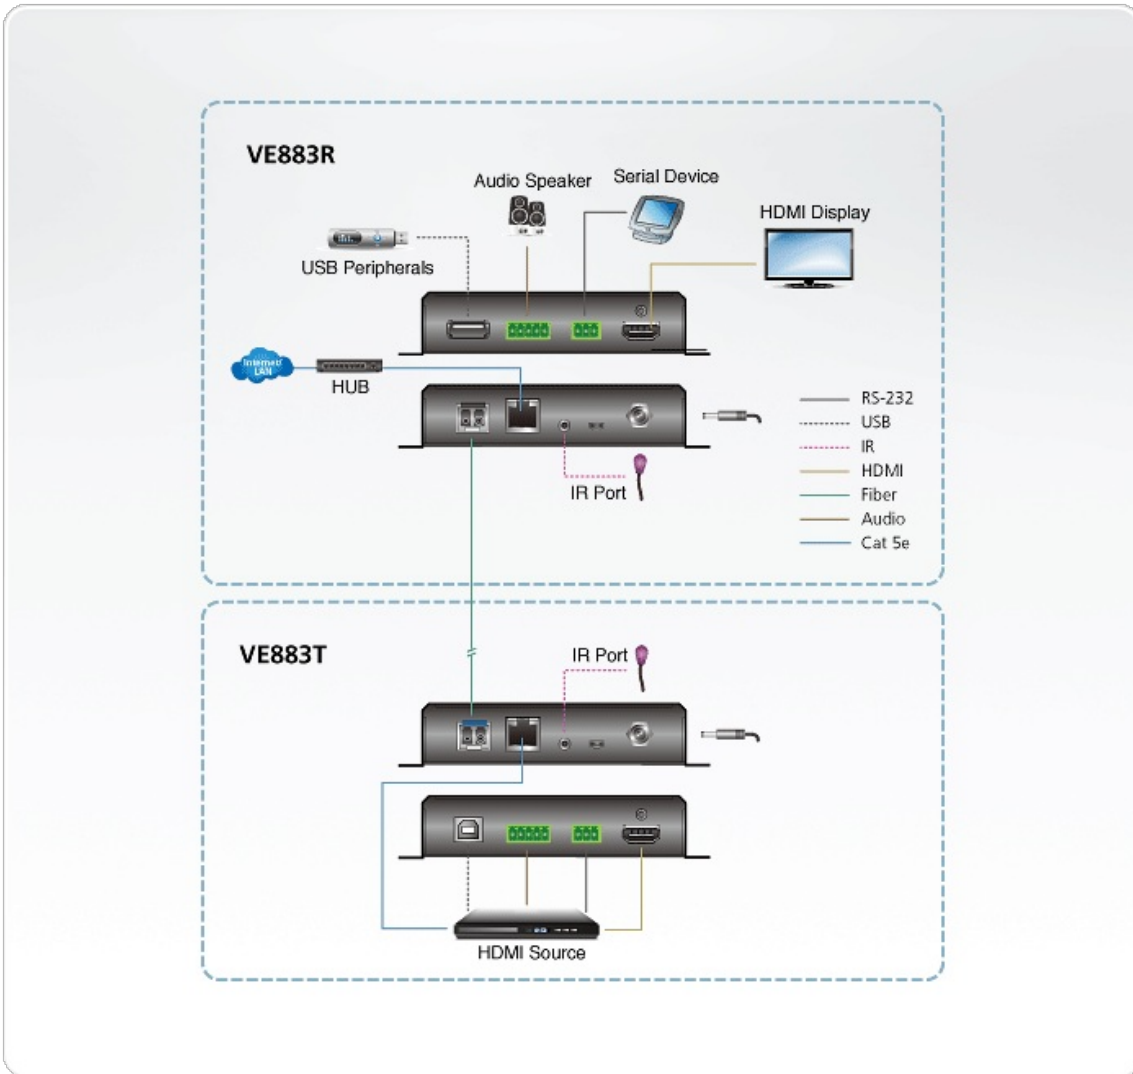 VE883R
Audio Speaker
Serial Device
HDMI Display
USB Peripherals
Internet/
LAN
HUB
IR Port
RS-232
USB
IR
HDMI
Fiber
Audio
Cat 5e
VE883T
IR Port
HDMI Source